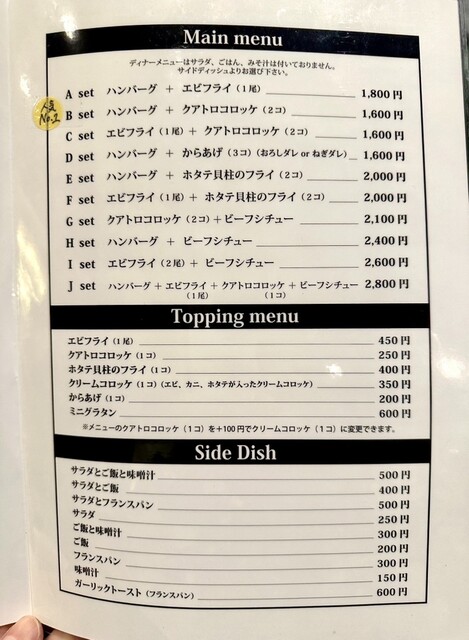 Main menu
ディナーメニューはサラダ、ごはん、みそ汁は付いておりません。
サイドディッシュよりお選び下さい。
A set ハンバーグ + エビフライ(1尾) 1,800円
人気No.1
B set ハンバーグ + クアトロコロッケ(2コ) 1,600円
C set エビフライ(1尾) + クアトロコロッケ(2コ) 1,600円
D set ハンバーグ + からあげ(3コ)(おろしダレ or ねぎダレ) 1,600円
E set ハンバーグ + ホタテ貝柱のフライ(2コ) 2,000円
F set エビフライ(1尾) + ホタテ貝柱のフライ(2コ) 2,000円
G set クアトロコロッケ(2コ) + ビーフシチュー 2,100円
H set ハンバーグ + ビーフシチュー 2,400円
I set エビフライ(2尾) + ビーフシチュー 2,600円
J set ハンバーグ + エビフライ + クアトロコロッケ + ビーフシチュー 2,800円
(1尾) (1コ)
Topping menu
エビフライ(1尾) 450円
クアトロコロッケ(1コ) 250円
ホタテ貝柱のフライ(1コ) 400円
クリームコロッケ(1コ)(エビ、カニ、ホタテが入ったクリームコロッケ) 350円
からあげ(1コ) 200円
ミニグラタン 600円
※メニューのクアトロコロッケ(1コ)を+100円でクリームコロッケ(1コ)に変更できます。
Side Dish
サラダとご飯と味噌汁 500円
サラダとご飯 400円
サラダとフランスパン 500円
サラダ 250円
ご飯と味噌汁 300円
ご飯 200円
フランスパン 300円
味噌汁 150円
ガーリックトースト(フランスパン) 600円